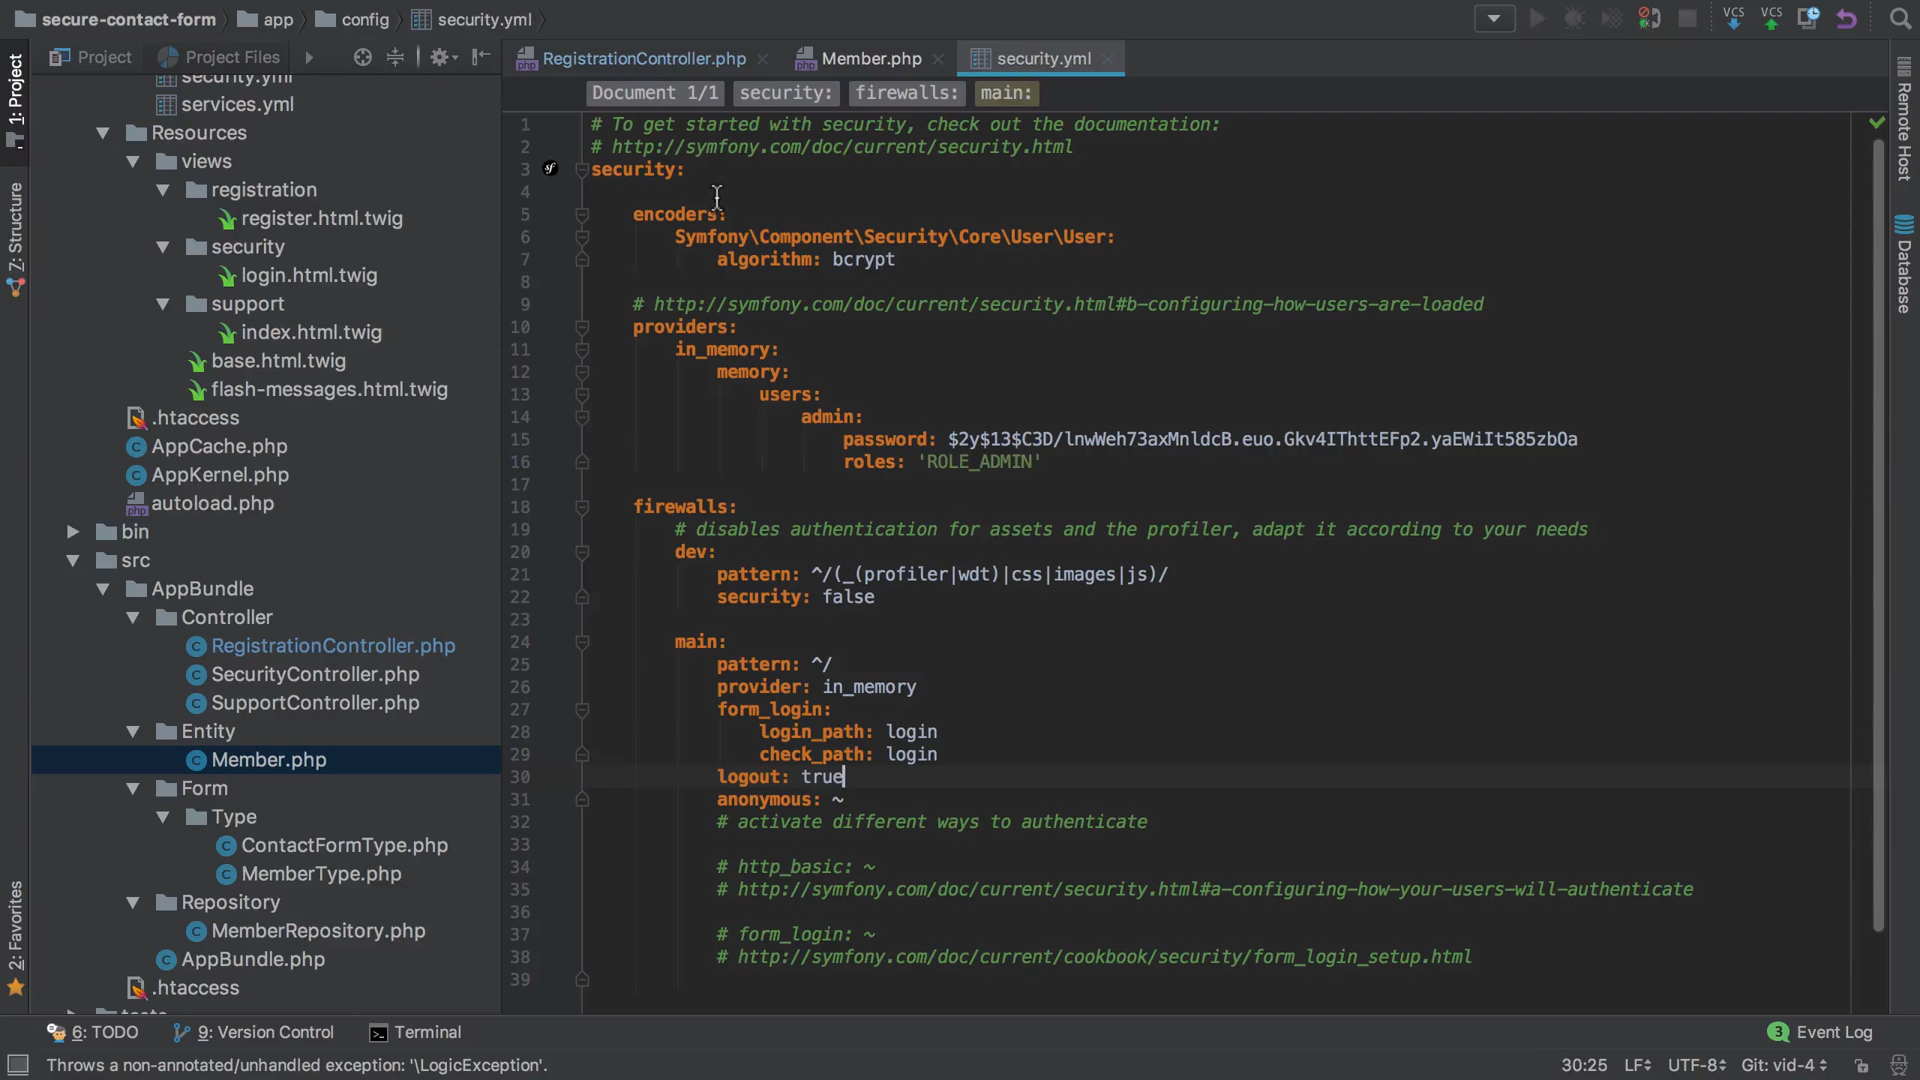 secure-contact-form
app
config
security.yml
VCS
VCS
1: Project
Z: Structure
2: Favorites
Project
Project Files
security.yml
services.yml
Resources
views
registration
register.html.twig
security
login.html.twig
support
index.html.twig
base.html.twig
flash-messages.html.twig
.htaccess
AppCache.php
AppKernel.php
autoload.php
bin
src
AppBundle
Controller
RegistrationController.php
SecurityController.php
SupportController.php
Entity
Member.php
Form
Type
ContactFormType.php
MemberType.php
Repository
MemberRepository.php
AppBundle.php
.htaccess
tests
RegistrationController.php
Member.php
security.yml
Document 1/1
security:
firewalls:
main:
1 # To get started with security, check out the documentation:
2 # http://symfony.com/doc/current/security.html
3 security:
4
5 encoders:
6 Symfony\Component\Security\Core\User\User:
7 algorithm: bcrypt
8
9 # http://symfony.com/doc/current/security.html#b-configuring-how-users-are-loaded
10 providers:
11 in_memory:
12 memory:
13 users:
14 admin:
15 password: $2y$13$C3D/lnwWeh73axMnldcB.euo.Gkv4IThttEFp2.yaEWiIt585zbOa
16 roles: 'ROLE_ADMIN'
17
18 firewalls:
19 # disables authentication for assets and the profiler, adapt it according to your needs
20 dev:
21 pattern: ^/(_(profiler|wdt)|css|images|js)/
22 security: false
23
24 main:
25 pattern: ^/
26 provider: in_memory
27 form_login:
28 login_path: login
29 check_path: login
30 logout: true
31 anonymous: ~
32 # activate different ways to authenticate
33
34 # http_basic: ~
35 # http://symfony.com/doc/current/security.html#a-configuring-how-your-users-will-authenticate
36
37 # form_login: ~
38 # http://symfony.com/doc/current/cookbook/security/form_login_setup.html
39
Remote Host
Database
6: TODO
9: Version Control
Terminal
3 Event Log
Throws a non-annotated/unhandled exception: '\LogicException'.
30:25
LF
UTF-8
Git: vid-4